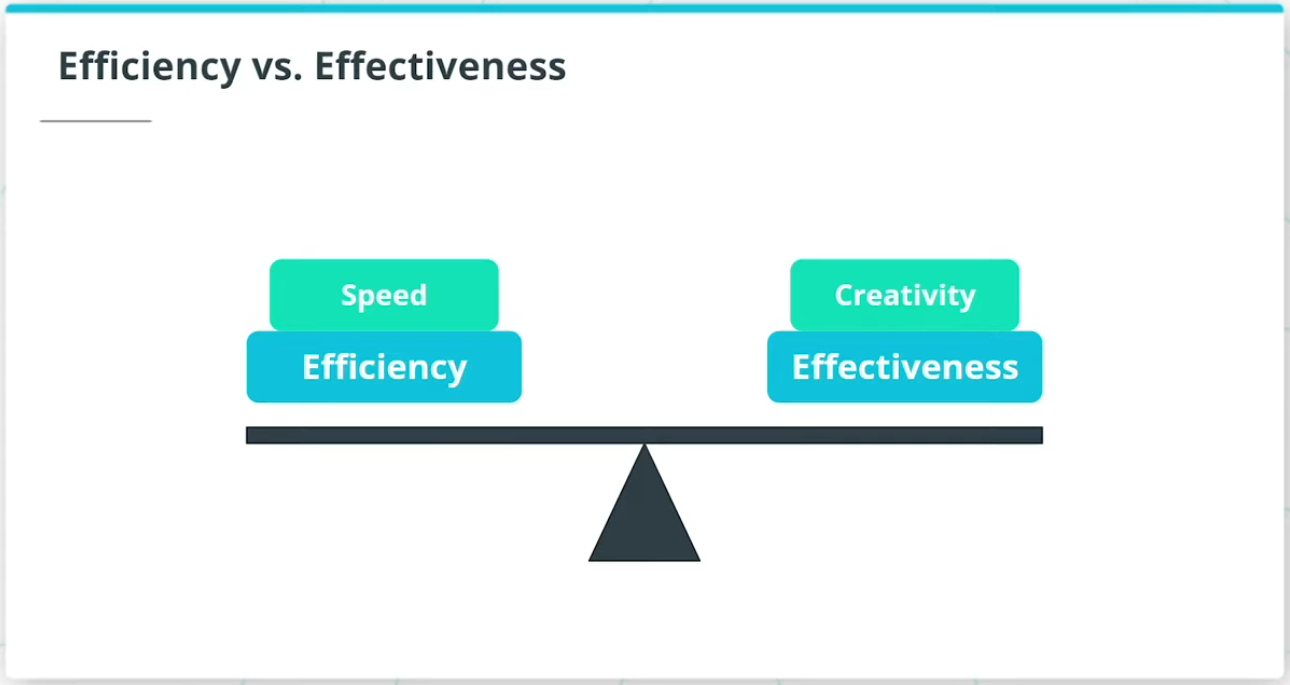 Efficiency vs. Effectiveness
Speed
Efficiency
Creativity
Effectiveness